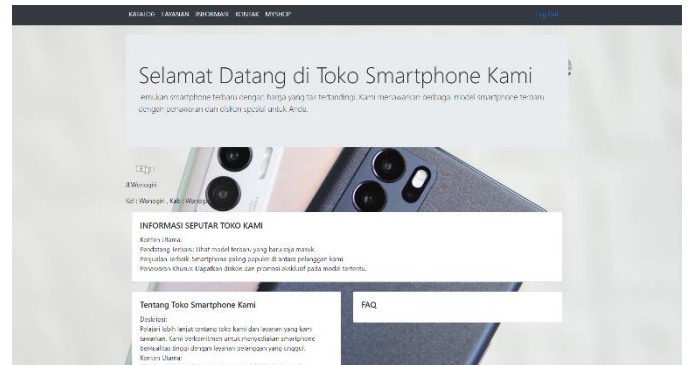 KATALOG LAYANAN INFORMASI KONTAK MYSHOP Log Out
Selamat Datang di Toko Smartphone Kami
Temukan smartphone terbaru dengan harga yang tak tertandingi. Kami menawarkan berbagai model smartphone terbaru
dengan penawaran dan diskon spesial untuk Anda.
Jl.Wonogiri
INFORMASI SEPUTAR TOKO KAMI
Konten Utama:
Pendatang Terbaru: Lihat model terbaru yang baru saja masuk.
Penjualan Terbaik: Smartphone paling populer di antara pelanggan kami.
Penawaran Khusus: Dapatkan diskon dan promosi eksklusif pada model tertentu.
Tentang Toko Smartphone Kami
Deskripsi:
Pelajari lebih lanjut tentang toko kami dan layanan yang kami
tawarkan. Kami berkomitmen untuk menyediakan smartphone
berkualitas tinggi dengan layanan pelanggan yang unggul.
Konten Utama:
FAQ